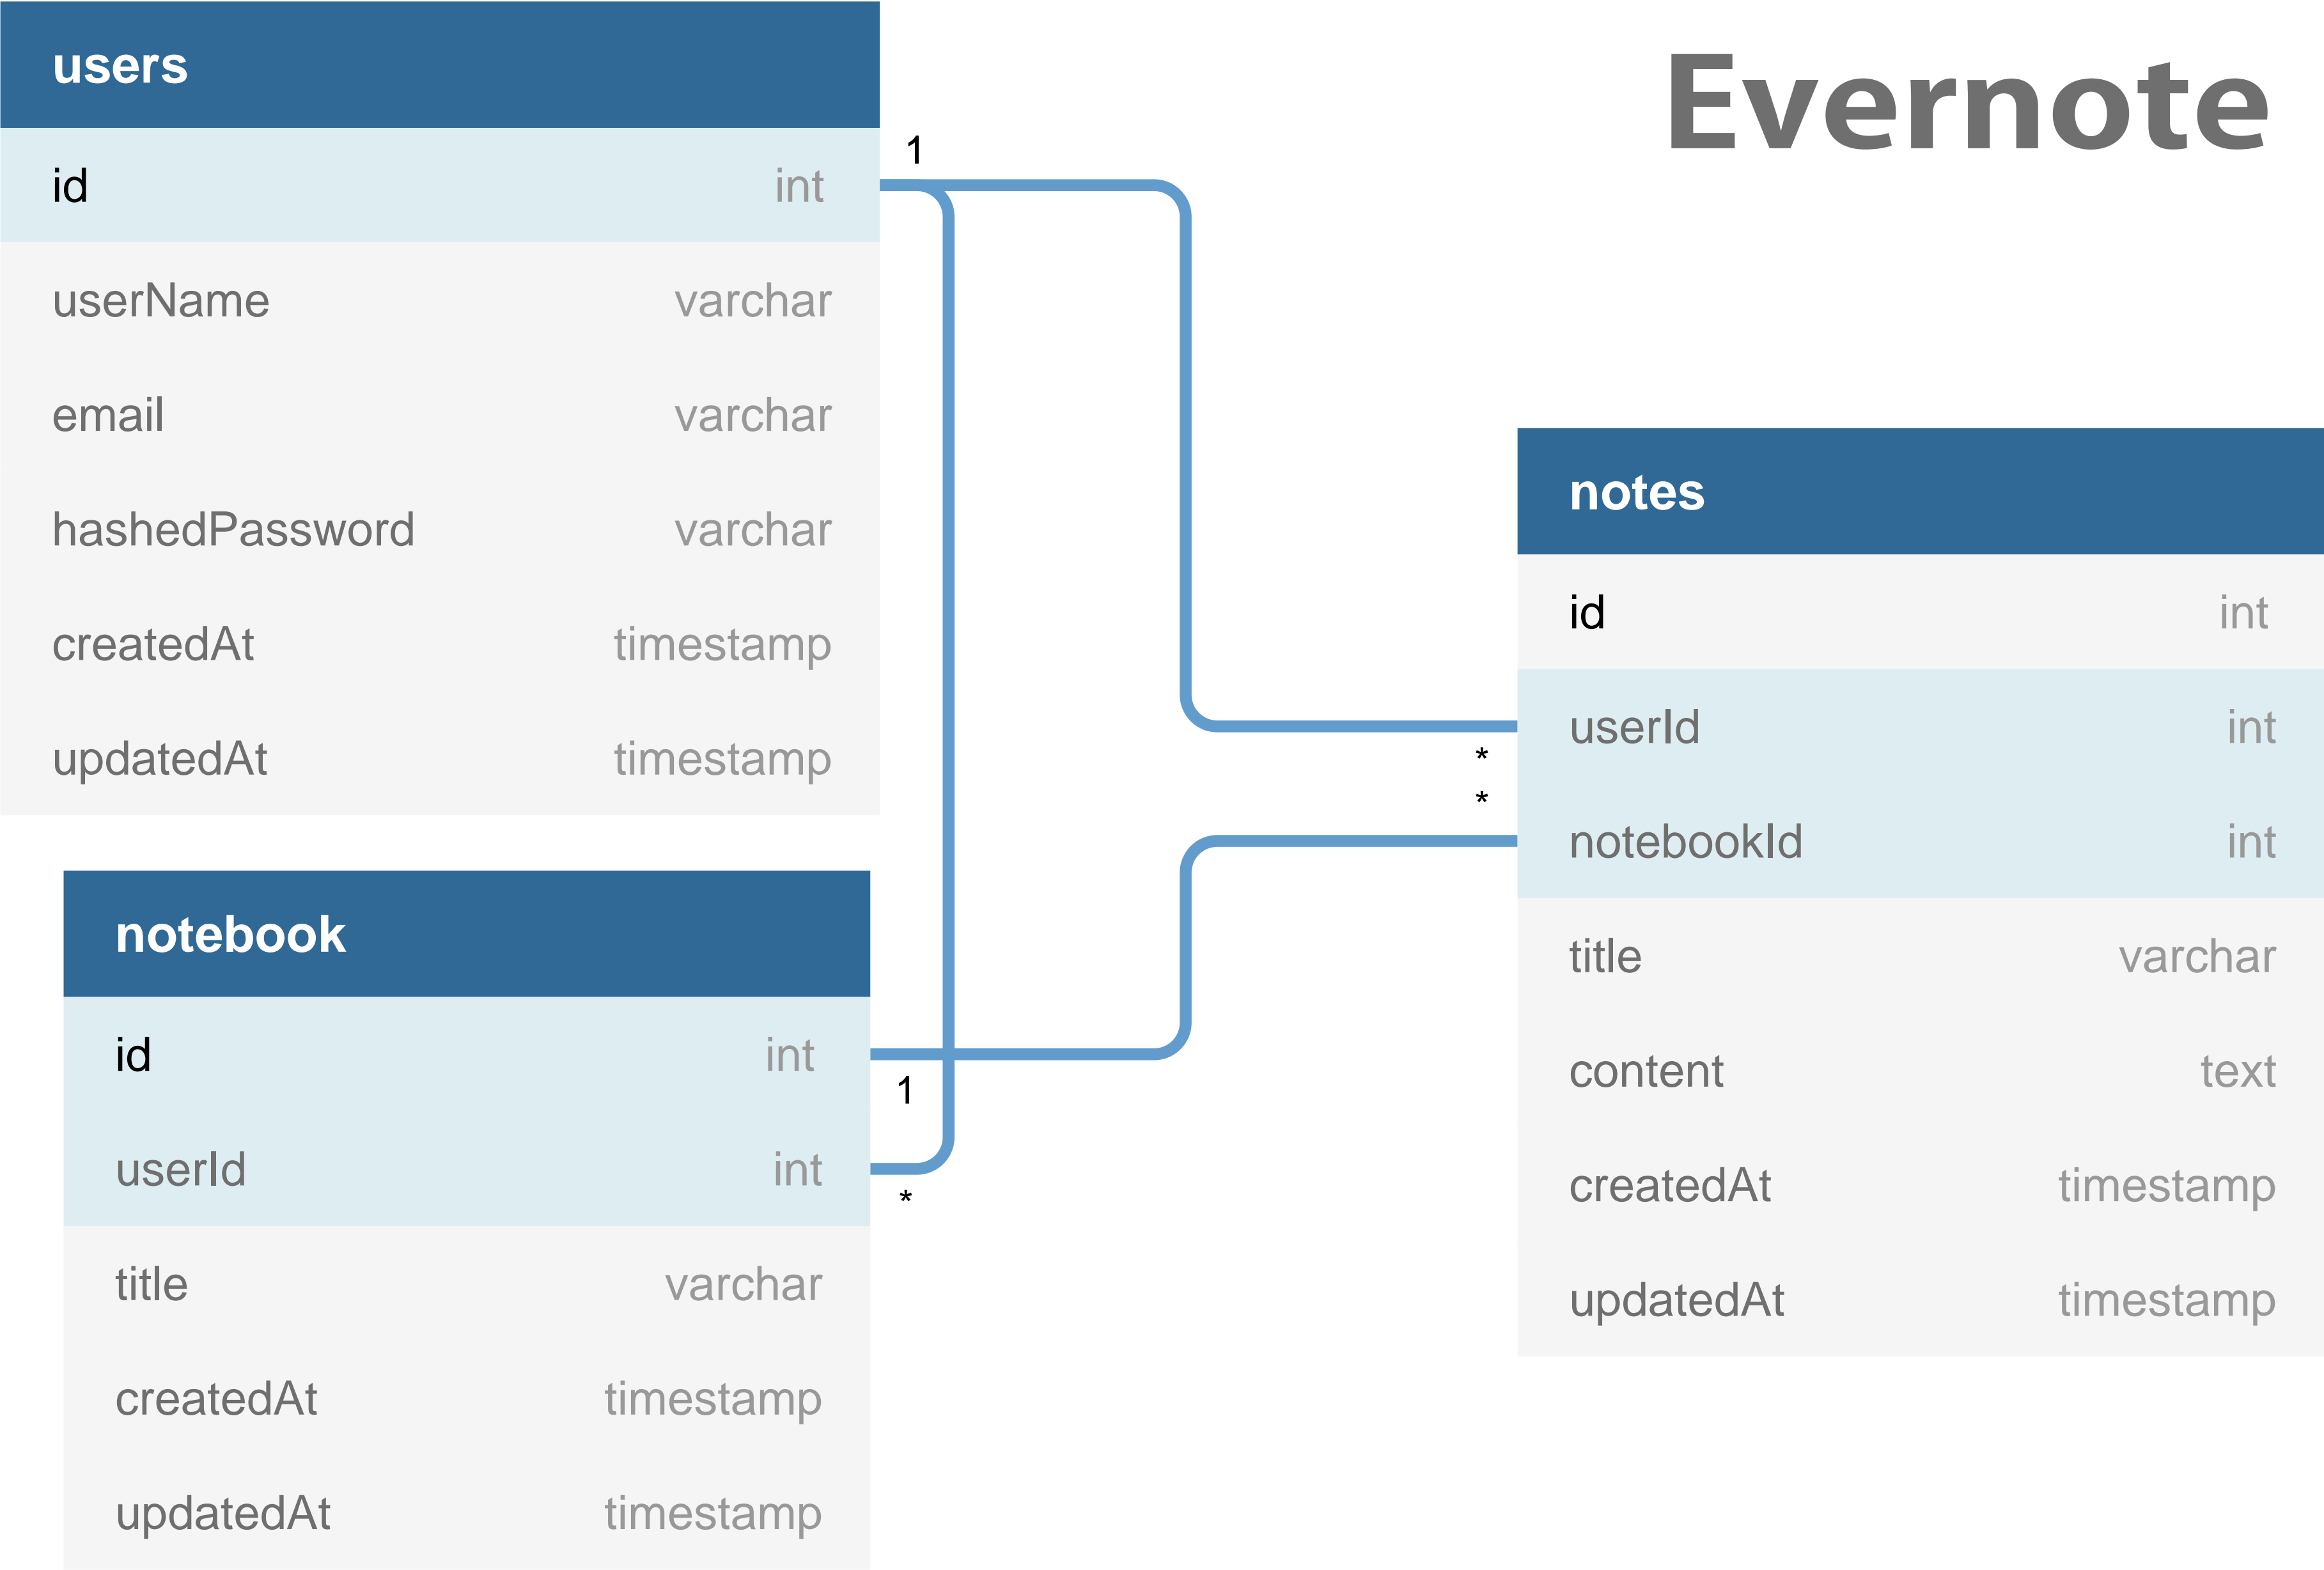 Evernote
users
id int
userName varchar
email varchar
hashedPassword varchar
createdAt timestamp
updatedAt timestamp
1
notebook
id int
userId int
title varchar
createdAt timestamp
updatedAt timestamp
1
*
notes
id int
userId int
notebookId int
title varchar
content text
createdAt timestamp
updatedAt timestamp
*
*